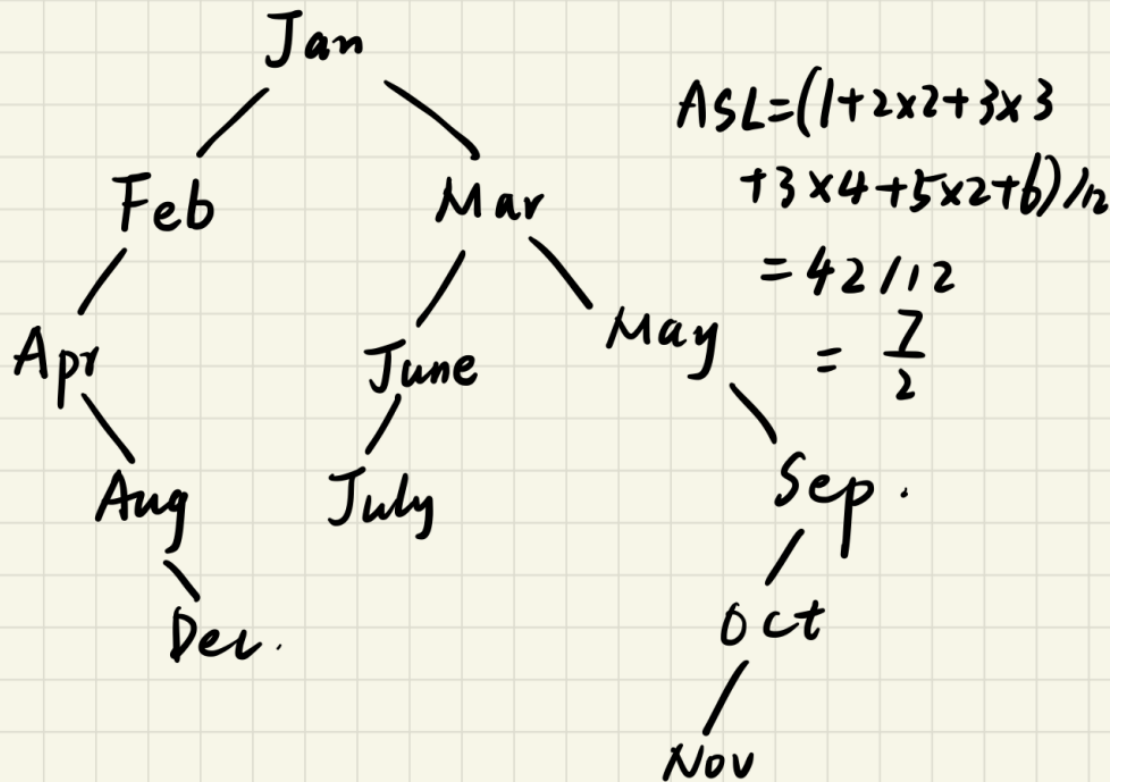 Jan
ASL=(1+2×2+3×3
+3×4+5×2+6)/12
Feb
Mar
=42/12
Apr
June
May
=7/2
Aug
July
Sep.
Dec.
Oct
Nov